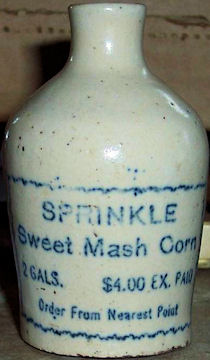 SPRINKLE
Sweet Mash Corn
2 GALS. $4.00 EX. PAID
Order From Nearest Point